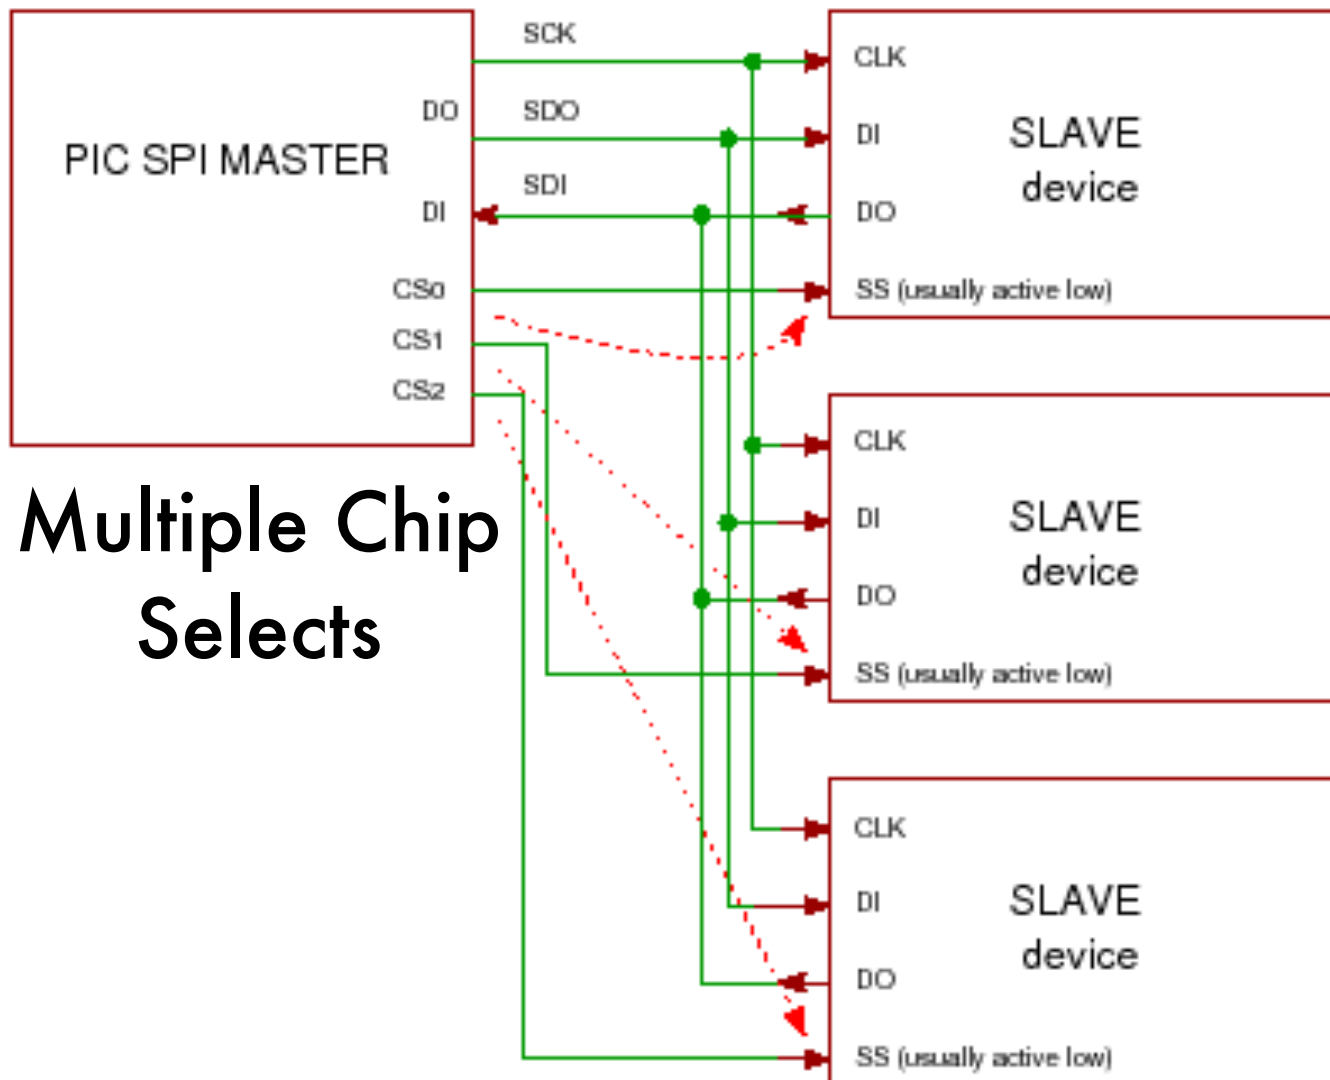 PIC SPI MASTER
DO
DI
CS0
CS1
CS2
SCK
SDO
SDI
CLK
DI
DO
SS (usually active low)
SLAVE
device
CLK
DI
DO
SS (usually active low)
SLAVE
device
CLK
DI
DO
SS (usually active low)
SLAVE
device
Multiple Chip
Selects